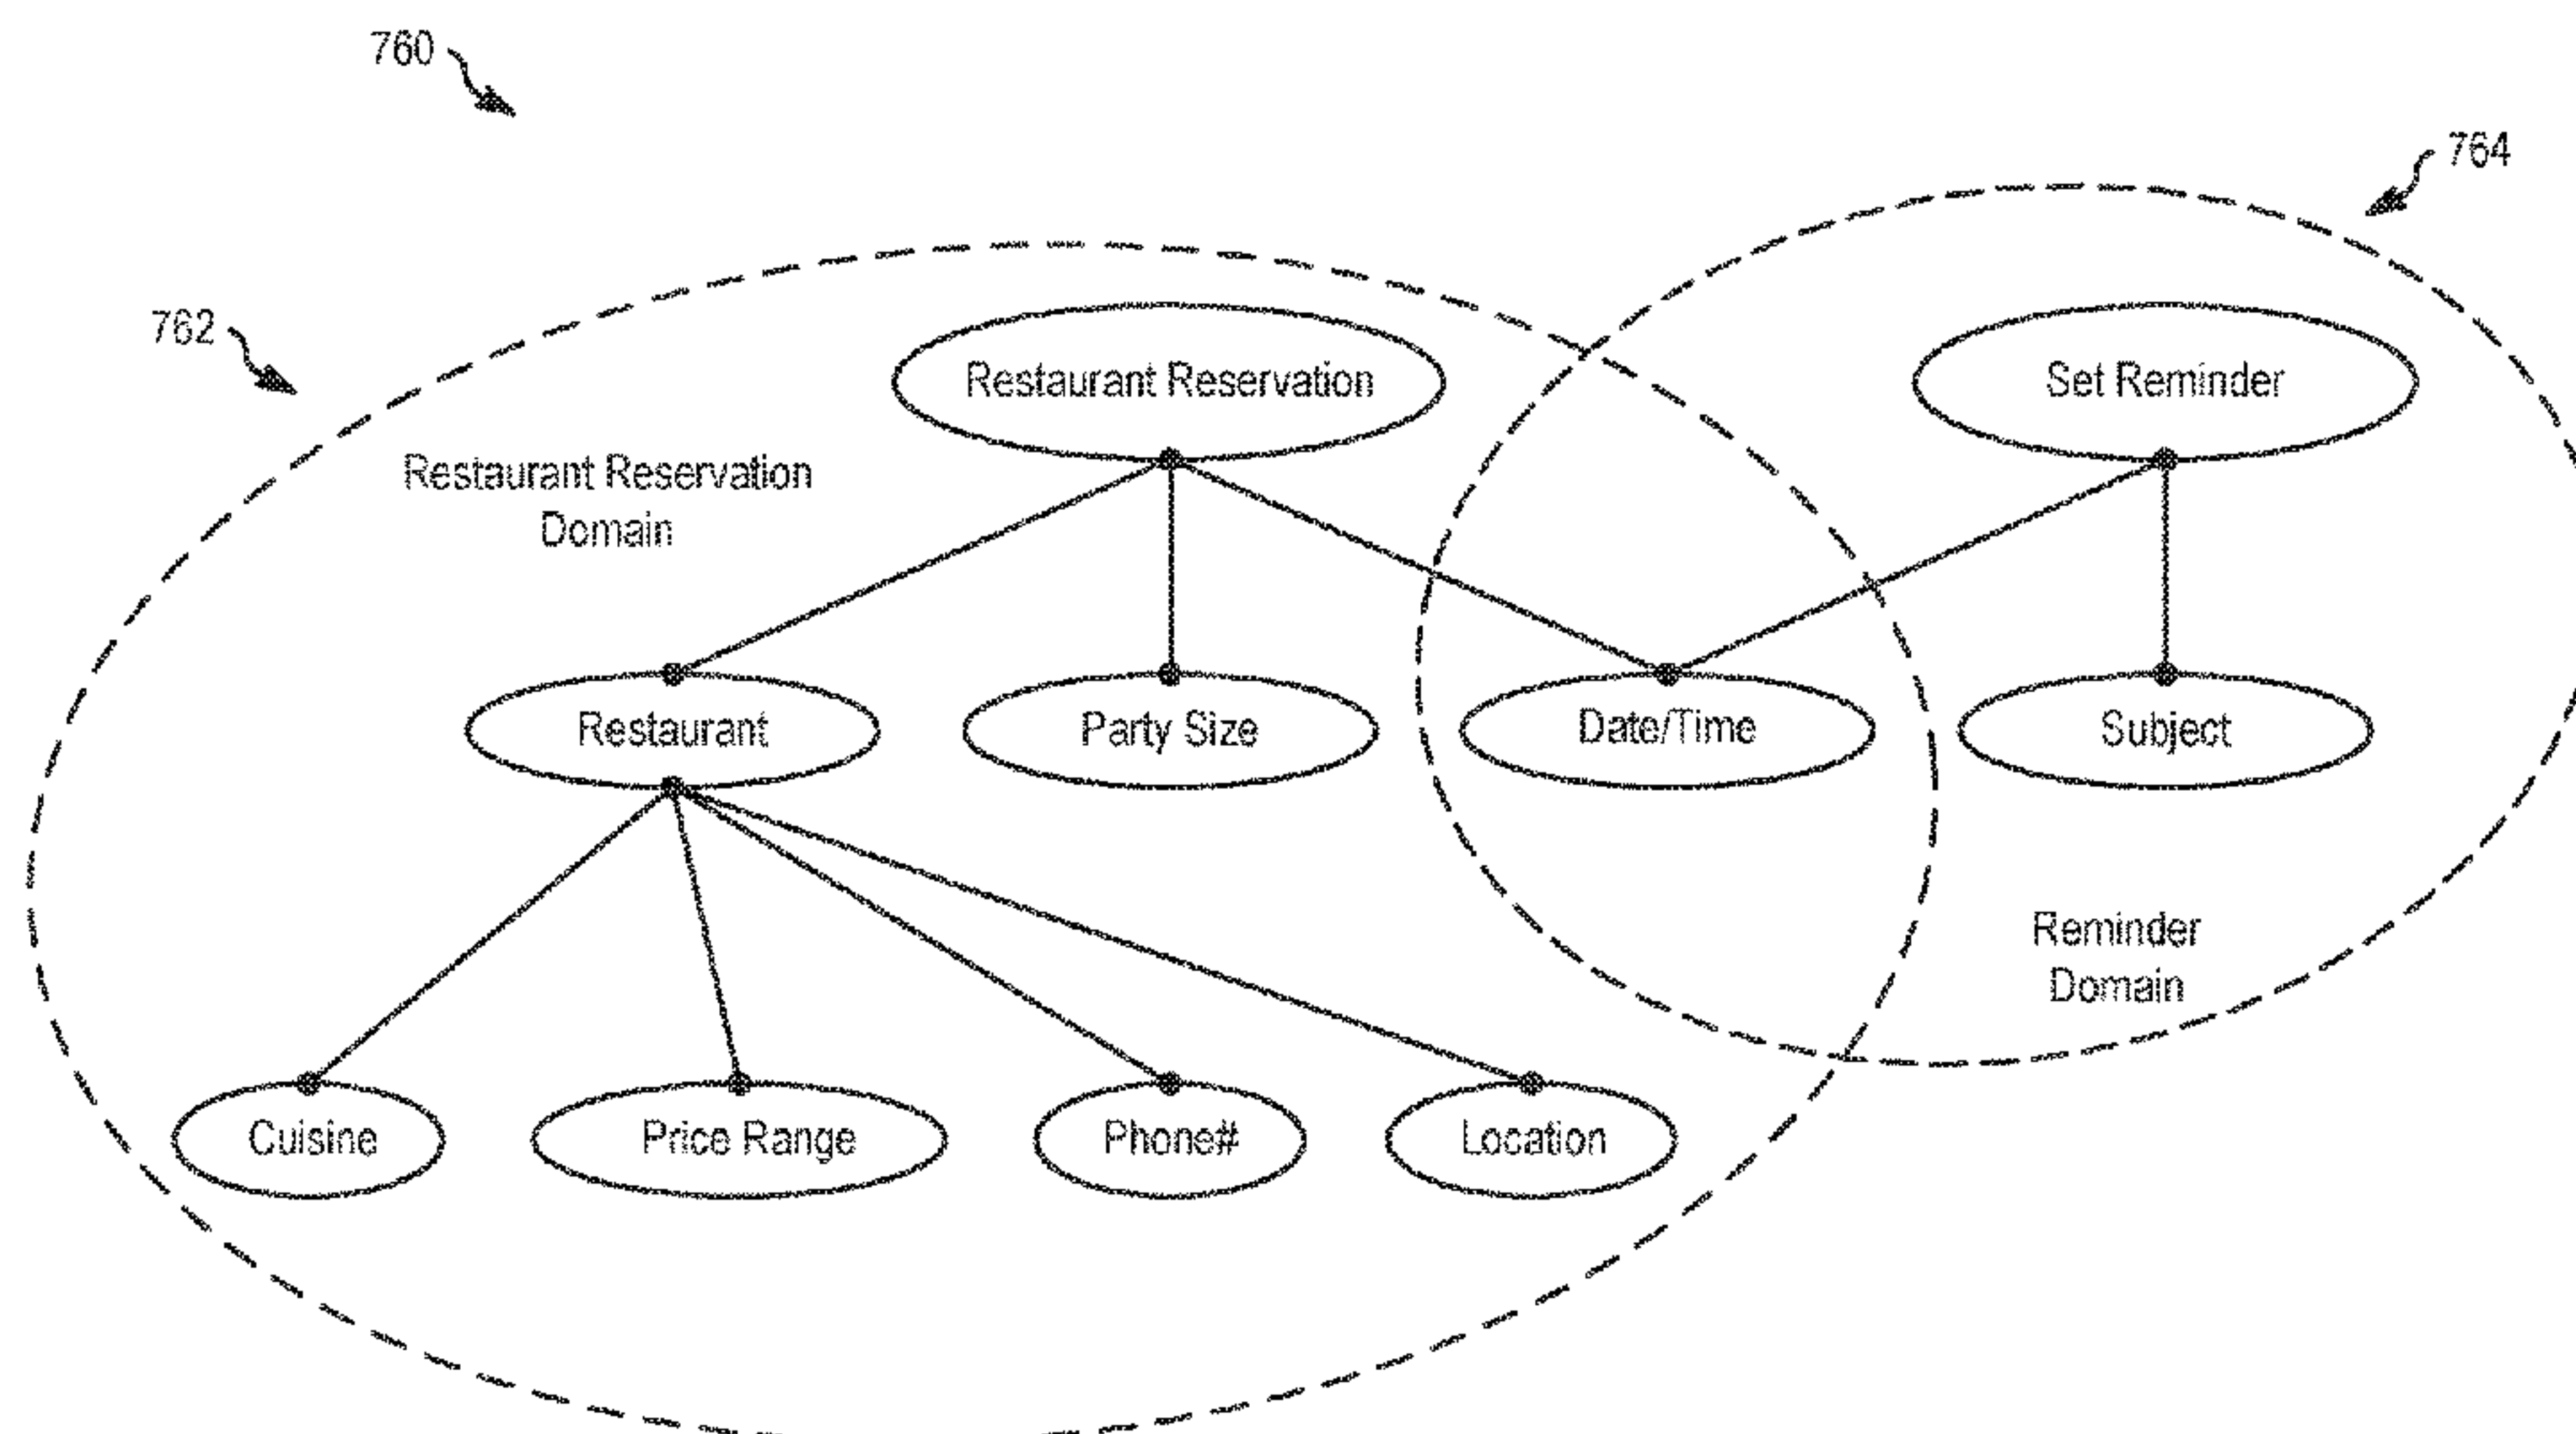 760
764
762
Restaurant Reservation
Set Reminder
Restaurant Reservation
Domain
Restaurant
Party Size
Date/Time
Subject
Reminder
Domain
Cuisine
Price Range
Phone#
Location